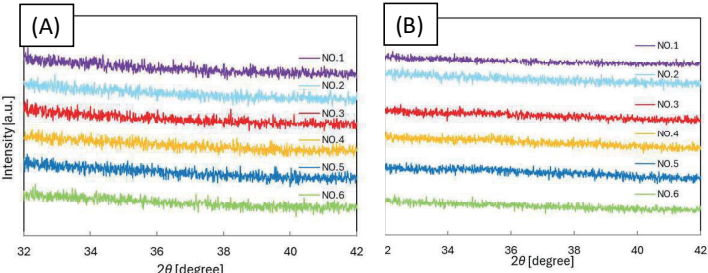 (A)
NO.1
NO.2
NO.3
NO.4
NO.5
NO.6
Intensity[a.u.]
32 34 36 38 40 42
2θ [degree]
(B)
NO.1
NO.2
NO.3
NO.4
NO.5
NO.6
2 34 36 38 40 42
2θ [degree]